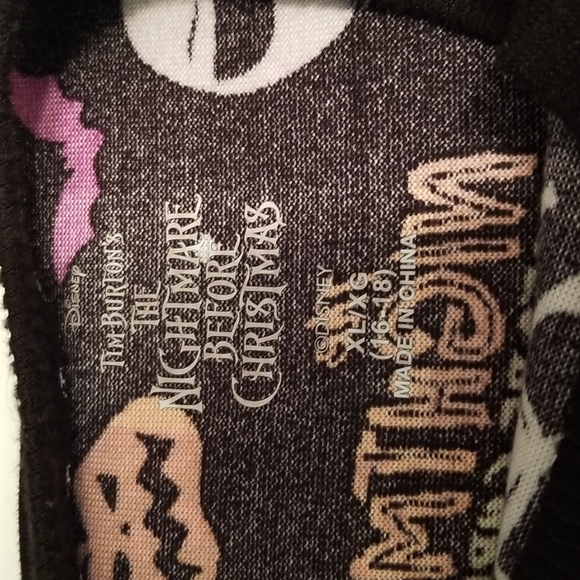 Disney
Tim Burton's
THE
NIGHTMARE
BEFORE
CHRISTMAS
©DISNEY
XL/XG
(16-18)
MADE IN CHINA